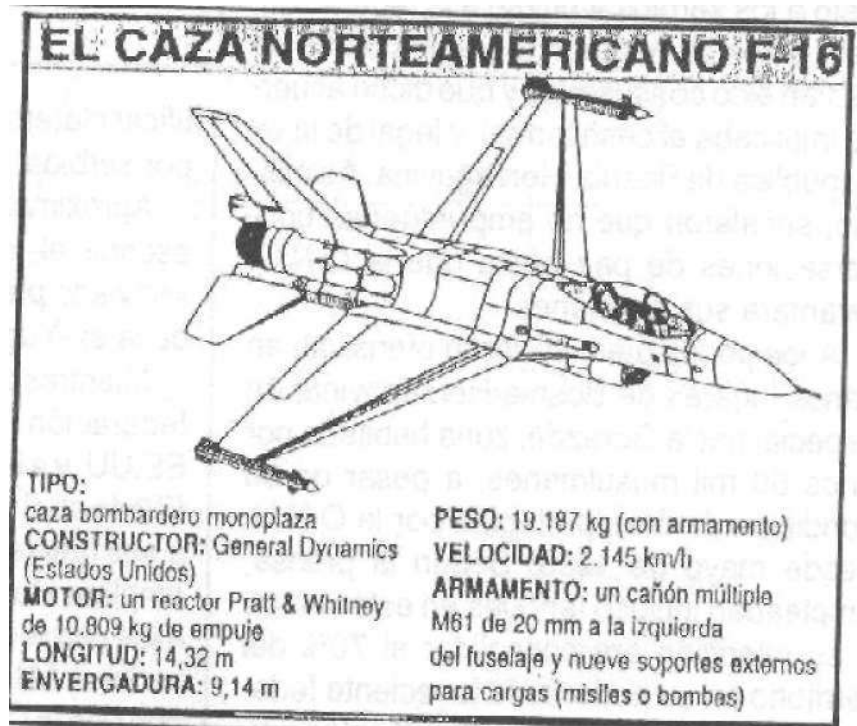 EL CAZA NORTEAMERICANO F-16
TIPO:
caza bombardero monoplaza
CONSTRUCTOR: General Dynamics
(Estados Unidos)
MOTOR: un reactor Pratt & Whitney
de 10.809 kg de empuje
LONGITUD: 14,32 m
ENVERGADURA: 9,14 m
PESO: 19.187 kg (con armamento)
VELOCIDAD: 2.145 km/h
ARMAMENTO: un cañón múltiple
M61 de 20 mm a la izquierda
del fuselaje y nueve soportes externos
para cargas (misiles o bombas)